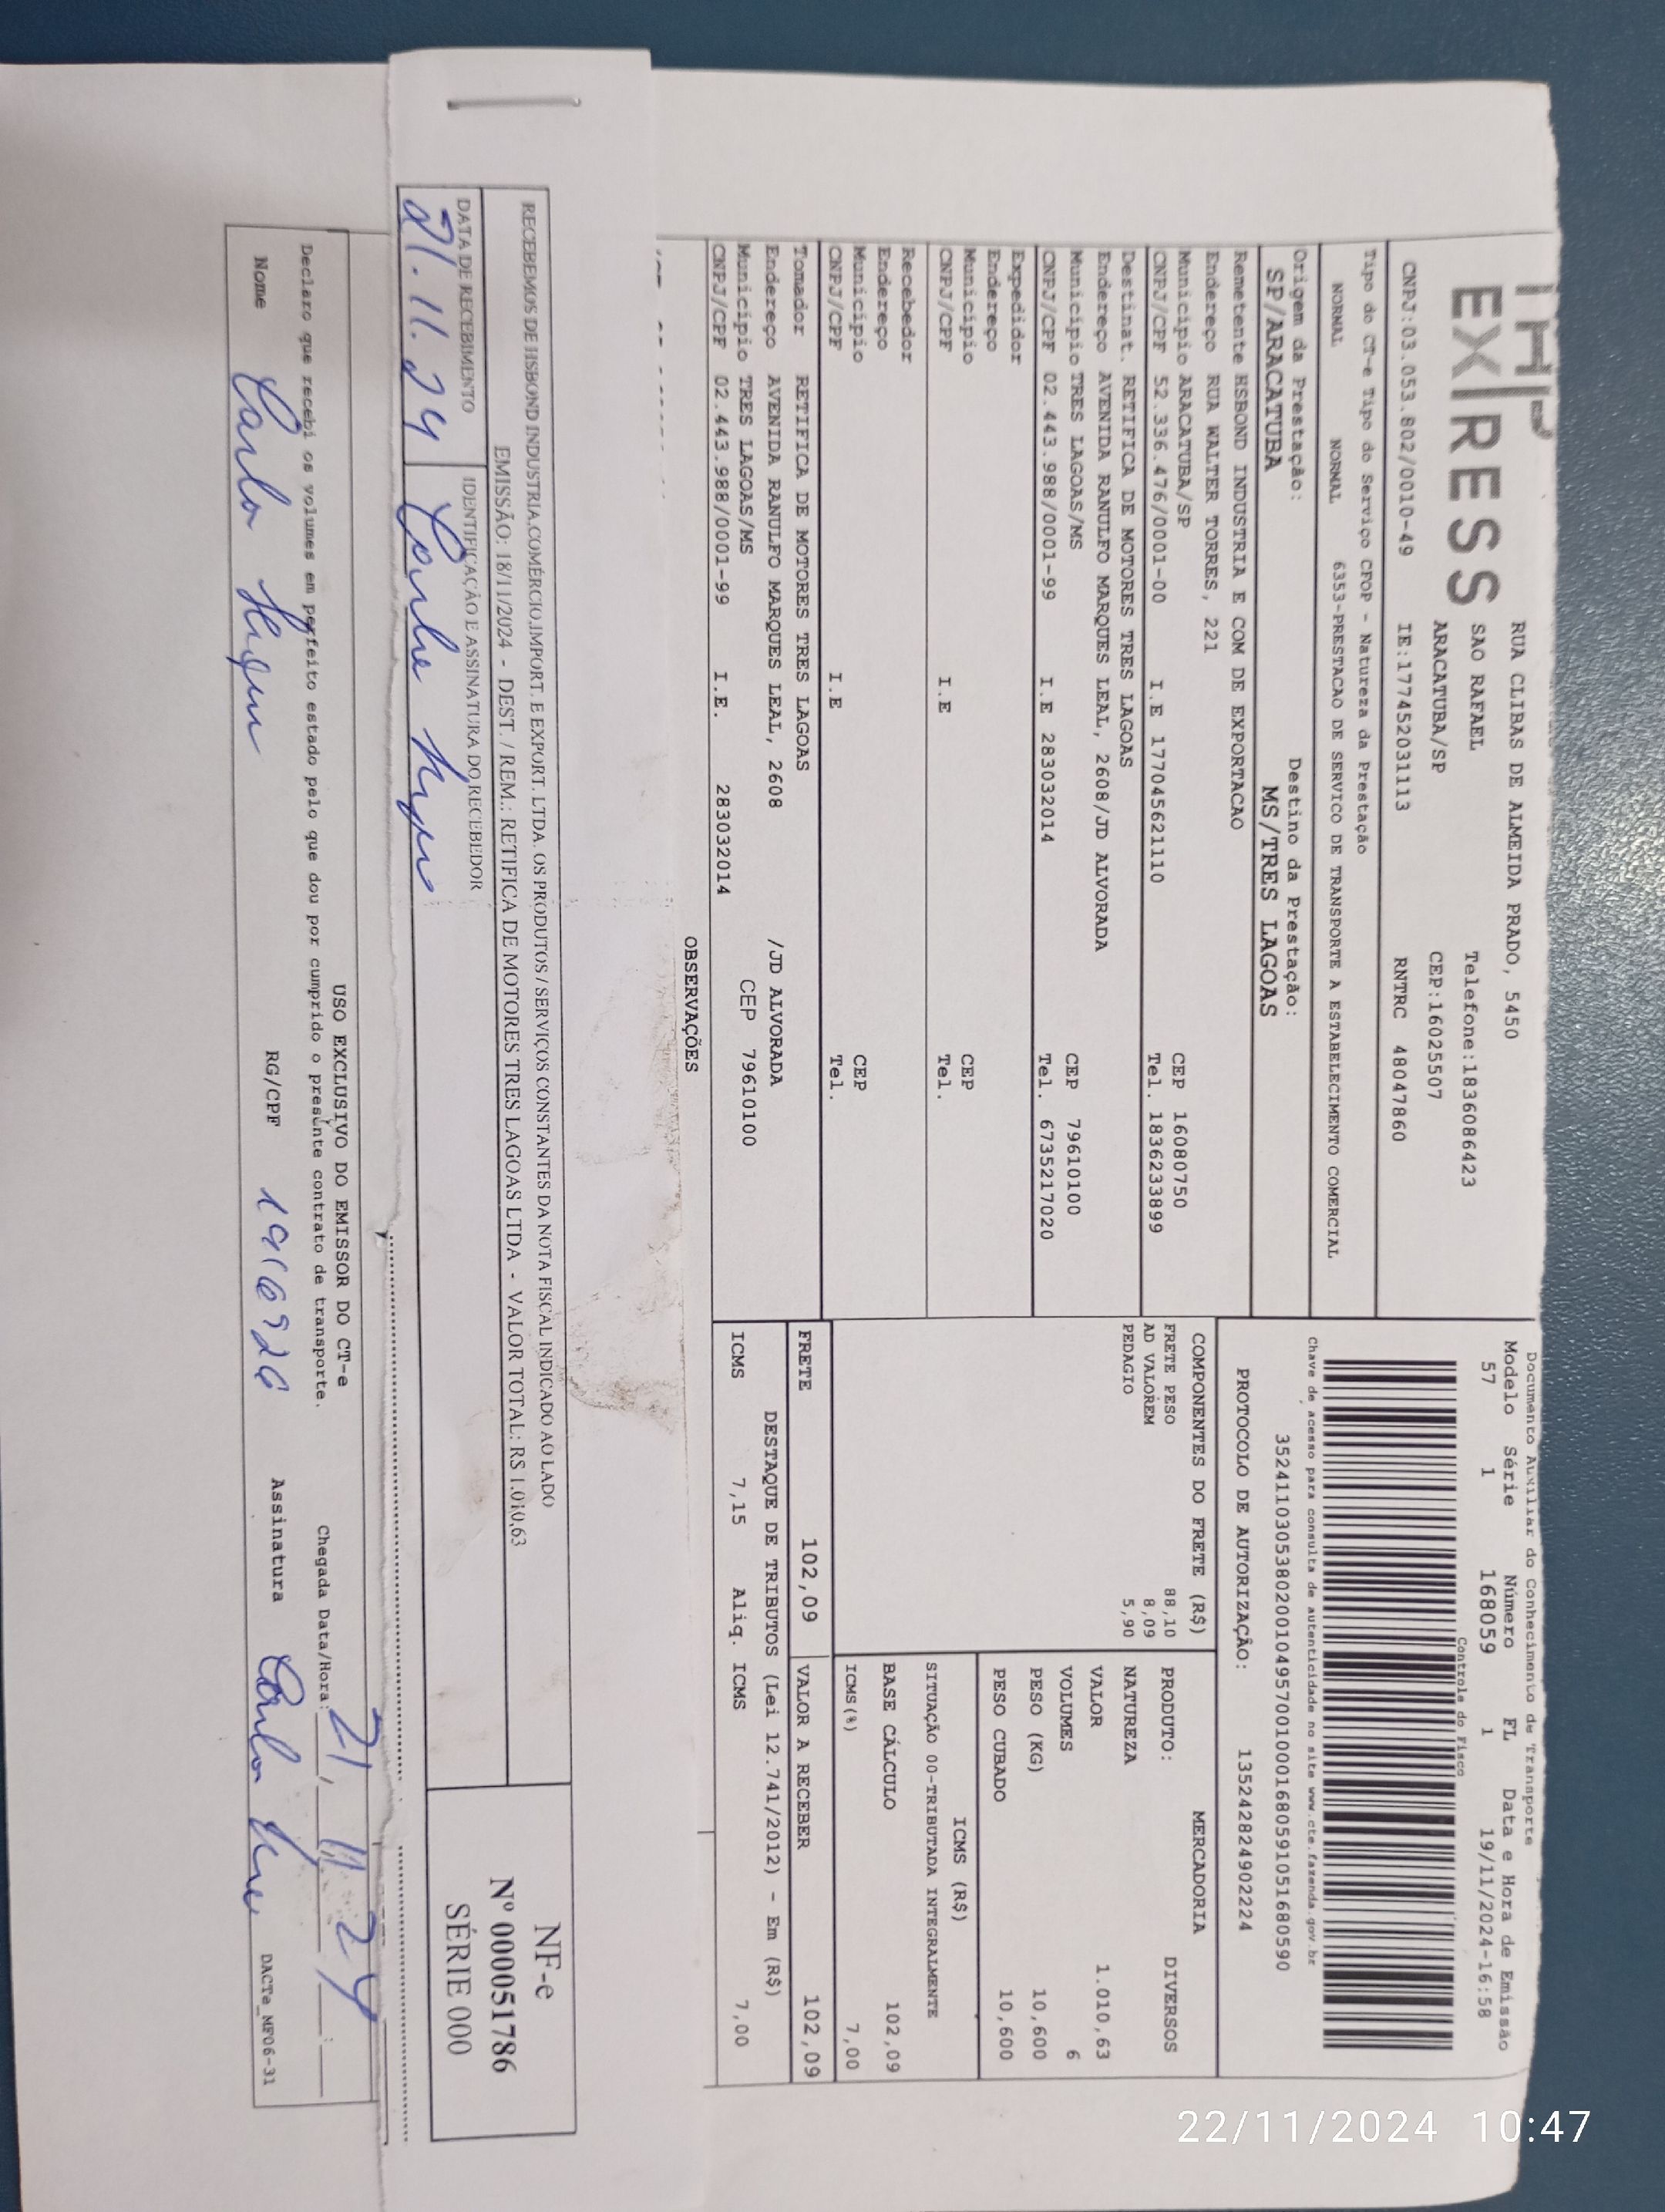 EXPRESS
RUA CLIBAS DE ALMEIDA PRADO, 5450
SAO RAFAEL Telefone:1836086423
ARACATUBA/SP CEP:16025507
CNPJ:03.053.802/0010-49 IE:177452031113 RNTRC 48047860
Tipo do CT-e Tipo do Serviço CFOP - Natureza da Prestação
NORMAL NORMAL 6353-PRESTACAO DE SERVICO DE TRANSPORTE A ESTABELECIMENTO COMERCIAL
Origem da Prestação: Destino da Prestação:
SP/ARACATUBA MS/TRES LAGOAS
Remetente HSBOND INDUSTRIA E COM DE EXPORTACAO
Endereço RUA WALTER TORRES, 221
Município ARACATUBA/SP CEP 16080750
CNPJ/CPF 52.336.476/0001-00 I.E 177045621110 Tel. 1836233899
Destinat. RETIFICA DE MOTORES TRES LAGOAS
Endereço AVENIDA RANULFO MARQUES LEAL, 2608/JD ALVORADA
Município TRES LAGOAS/MS CEP 79610100
CNPJ/CPF 02.443.988/0001-99 I.E 283032014 Tel. 6735217020
Expedidor
Endereço
Município CEP
CNPJ/CPF I.E Tel.
Recebedor
Endereço
Município CEP
CNPJ/CPF I.E Tel.
Tomador RETIFICA DE MOTORES TRES LAGOAS
Endereço AVENIDA RANULFO MARQUES LEAL, 2608 /JD ALVORADA
Município TRES LAGOAS/MS CEP 79610100
CNPJ/CPF 02.443.988/0001-99 I.E. 283032014
OBSERVAÇÕES
Documento Auxiliar do Conhecimento de Transporte
Modelo Série Número FL Data e Hora de Emissão
57 1 168059 1 19/11/2024-16:58
Controle do Fisco
Chave de acesso para consulta de autenticidade no site www.cte.fazenda.gov.br
35241103053802001049570010001680591051680590
PROTOCOLO DE AUTORIZAÇÃO: 135242824902224
COMPONENTES DO FRETE (R$)
FRETE PESO 88,10
AD VALOREM 8,09
PEDAGIO 5,90
MERCADORIA
PRODUTO: DIVERSOS
NATUREZA
VALOR 1.010,63
VOLUMES 6
PESO (KG) 10,600
PESO CUBADO 10,600
ICMS (R$)
SITUAÇÃO 00-TRIBUTADA INTEGRALMENTE
BASE CÁLCULO 102,09
ICMS(%) 7,00
FRETE 102,09 VALOR A RECEBER 102,09
DESTAQUE DE TRIBUTOS (Lei 12.741/2012) - Em (R$)
ICMS 7,15 Aliq. ICMS 7,00
RECEBEMOS DE HSBOND INDUSTRIA,COMÉRCIO,IMPORT. E EXPORT. LTDA. OS PRODUTOS / SERVIÇOS CONSTANTES DA NOTA FISCAL INDICADO AO LADO
EMISSÃO: 18/11/2024 - DEST. / REM.: RETIFICA DE MOTORES TRES LAGOAS LTDA - VALOR TOTAL: R$ 1.010,63
DATA DE RECEBIMENTO IDENTIFICAÇÃO E ASSINATURA DO RECEBEDOR
21.11.24
NF-e
Nº 000051786
SÉRIE 000
USO EXCLUSIVO DO EMISSOR DO CT-e
Declaro que recebi os volumes em perfeito estado pelo que dou por cumprido o presente contrato de transporte. Chegada Data/Hora: 21, 11, 24
Nome RG/CPF Assinatura
DACTe_MF06-31
22/11/2024 10:47